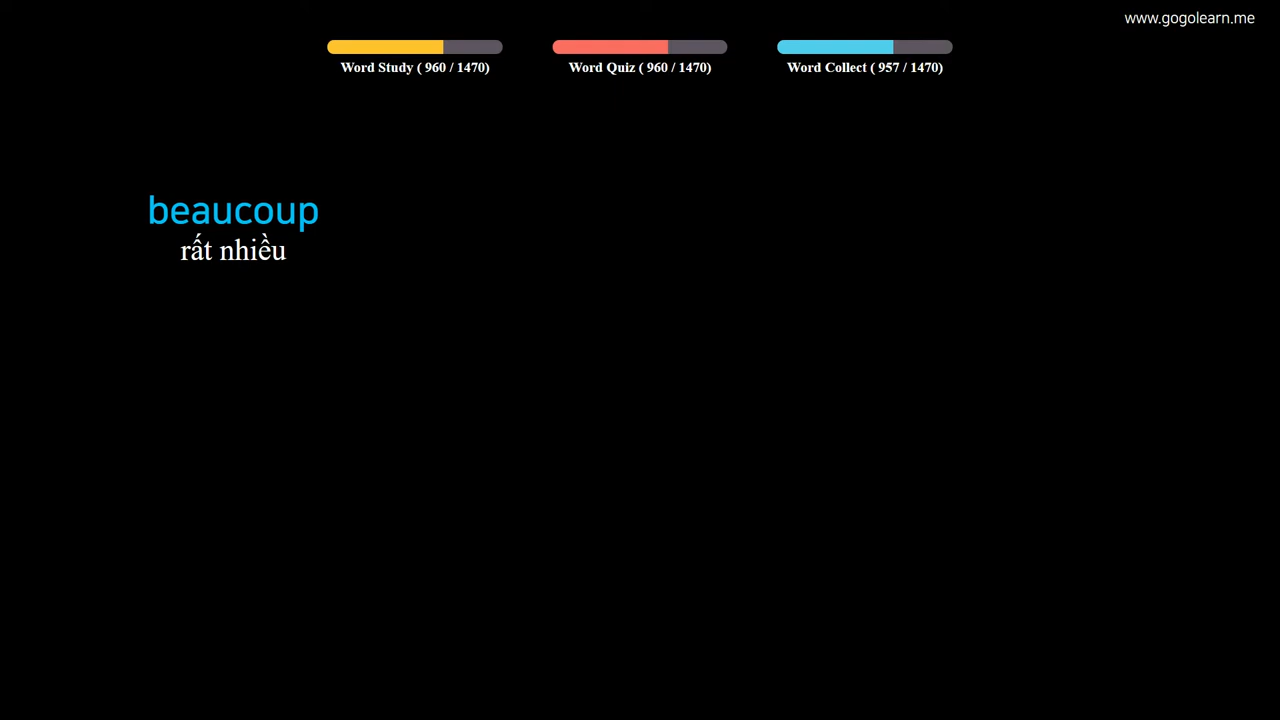 www.gogolearn.me
Word Study ( 960 / 1470)
Word Quiz ( 960 / 1470)
Word Collect ( 957 / 1470)
beaucoup
rất nhiều